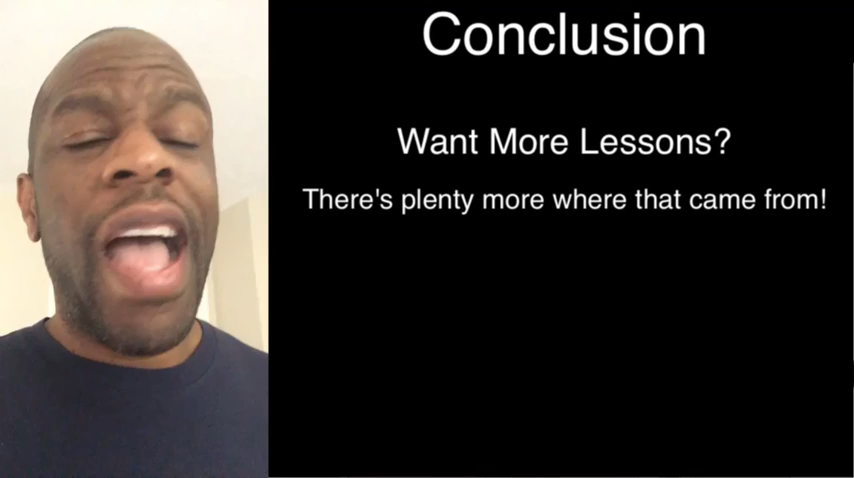 Conclusion
Want More Lessons?
There's plenty more where that came from!